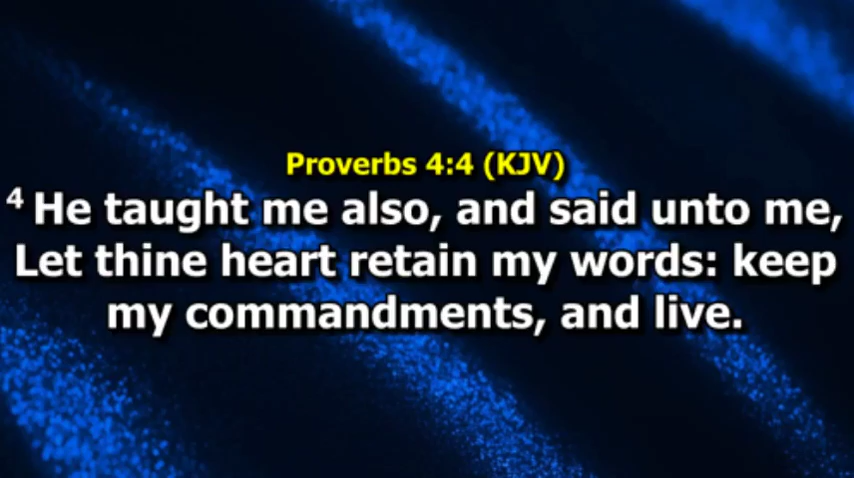 Proverbs 4:4 (KJV)
4 He taught me also, and said unto me,
Let thine heart retain my words: keep
my commandments, and live.